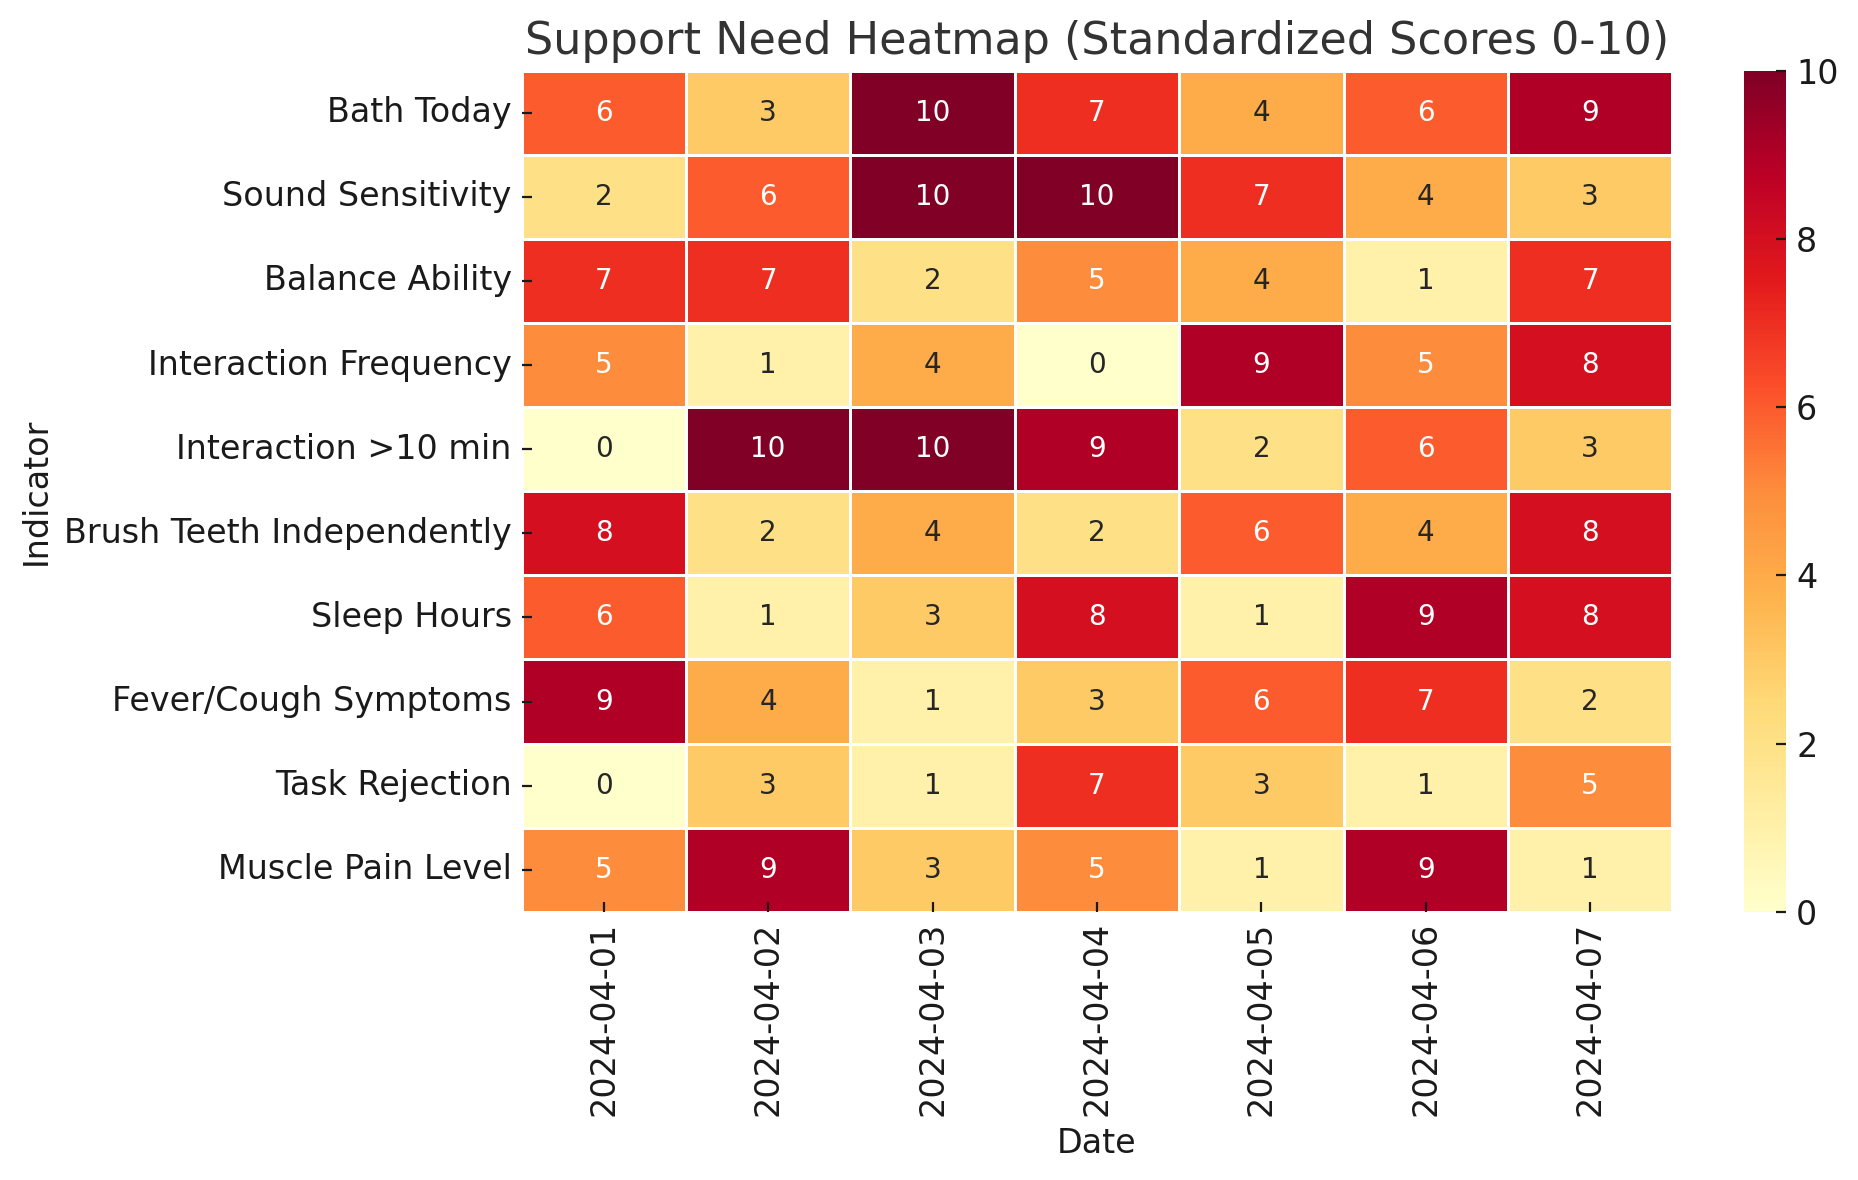 Support Need Heatmap (Standardized Scores 0-10)
Indicator
Bath Today 6 3 10 7 4 6 9
Sound Sensitivity 2 6 10 10 7 4 3
Balance Ability 7 7 2 5 4 1 7
Interaction Frequency 5 1 4 0 9 5 8
Interaction >10 min 0 10 10 9 2 6 3
Brush Teeth Independently 8 2 4 2 6 4 8
Sleep Hours 6 1 3 8 1 9 8
Fever/Cough Symptoms 9 4 1 3 6 7 2
Task Rejection 0 3 1 7 3 1 5
Muscle Pain Level 5 9 3 5 1 9 1
2024-04-01 2024-04-02 2024-04-03 2024-04-04 2024-04-05 2024-04-06 2024-04-07
Date
10
8
6
4
2
0